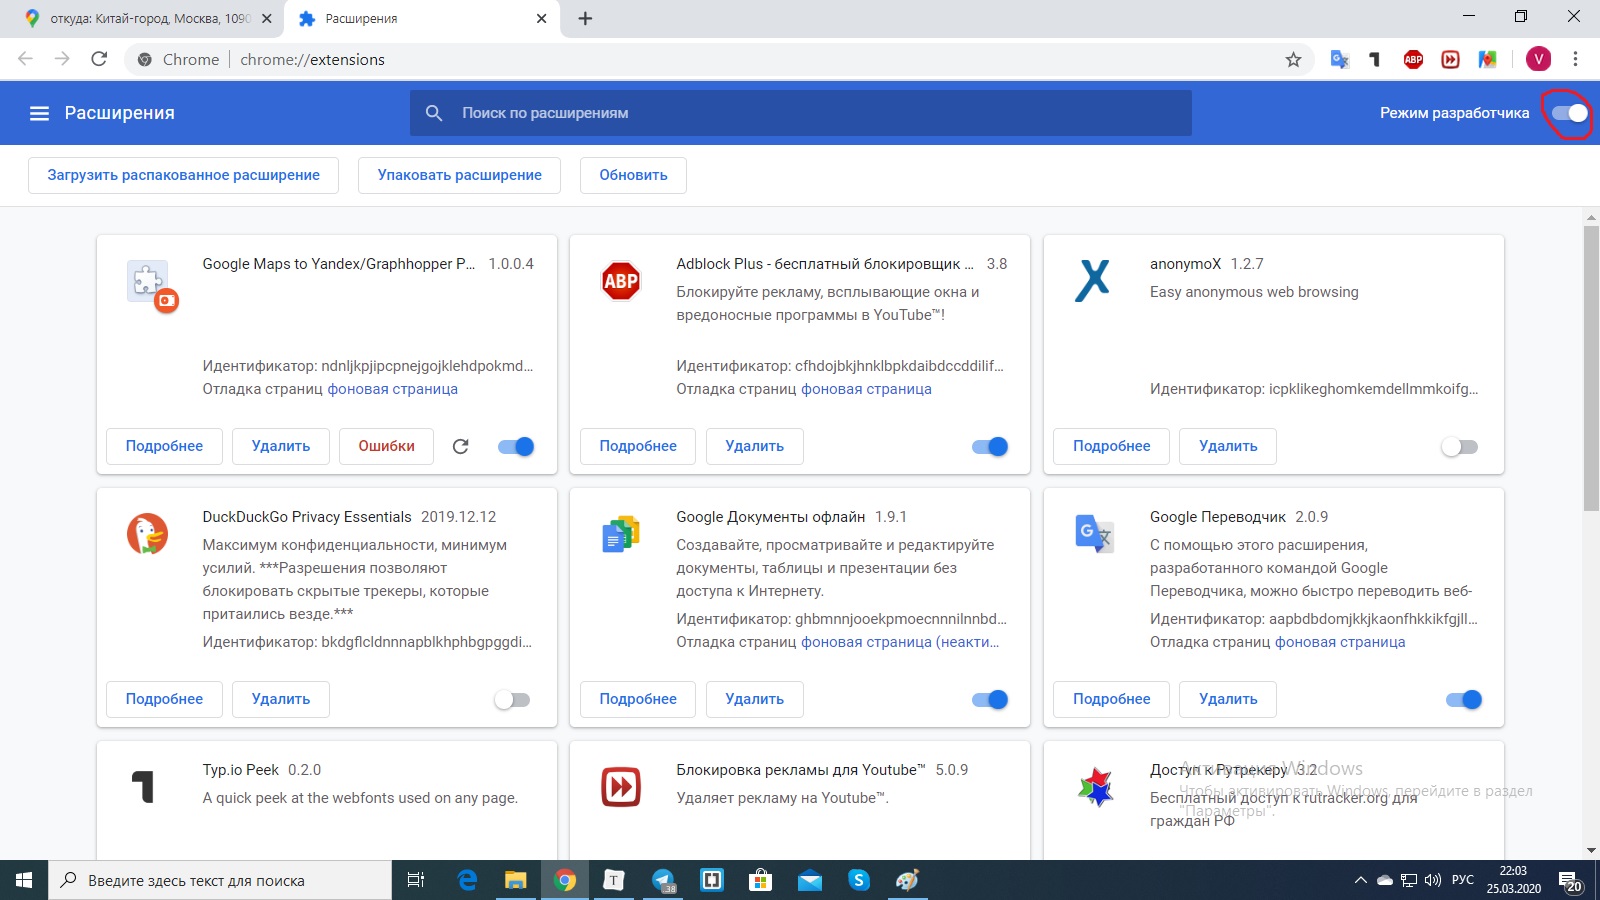 откуда: Китай-город, Москва, 1090
Расширения
Chrome
chrome://extensions
ABP
V
Расширения
Поиск по расширениям
Режим разработчика
Загрузить распакованное расширение
Упаковать расширение
Обновить
Google Maps to Yandex/Graphhopper P... 1.0.0.4
Идентификатор: ndnljkpjipcpnejgojklehdpokmd...
Отладка страниц фоновая страница
Подробнее
Удалить
Ошибки
ABP
Adblock Plus - бесплатный блокировщик ... 3.8
Блокируйте рекламу, всплывающие окна и
вредоносные программы в YouTube™!
Идентификатор: cfhdojbkjhnklbpkdaibdccddilif...
Отладка страниц фоновая страница
Подробнее
Удалить
anonymoX 1.2.7
Easy anonymous web browsing
Идентификатор: icpklikeghomkemdellmmkoifg...
Подробнее
Удалить
DuckDuckGo Privacy Essentials 2019.12.12
Максимум конфиденциальности, минимум
усилий. ***Разрешения позволяют
блокировать скрытые трекеры, которые
притаились везде.***
Идентификатор: bkdgflcldnnnapblkhphbgpggdi...
Подробнее
Удалить
Google Документы офлайн 1.9.1
Создавайте, просматривайте и редактируйте
документы, таблицы и презентации без
доступа к Интернету.
Идентификатор: ghbmnnjooekpmoecnnnilnnbd...
Отладка страниц фоновая страница (неакти...
Подробнее
Удалить
Google Переводчик 2.0.9
С помощью этого расширения,
разработанного командой Google
Переводчика, можно быстро переводить веб-
Идентификатор: aapbdbdomjkkjkaonfhkkikfgjll...
Отладка страниц фоновая страница
Подробнее
Удалить
Typ.io Peek 0.2.0
A quick peek at the webfonts used on any page.
Блокировка рекламы для Youtube™ 5.0.9
Удаляет рекламу на Youtube™.
Доступ к Рутрекеру 3.2
Бесплатный доступ к rutracker.org для
граждан РФ
Активация Windows
Чтобы активировать Windows, перейдите в раздел
"Параметры".
Введите здесь текст для поиска
T
38
S
РУС
22:03
25.03.2020
20